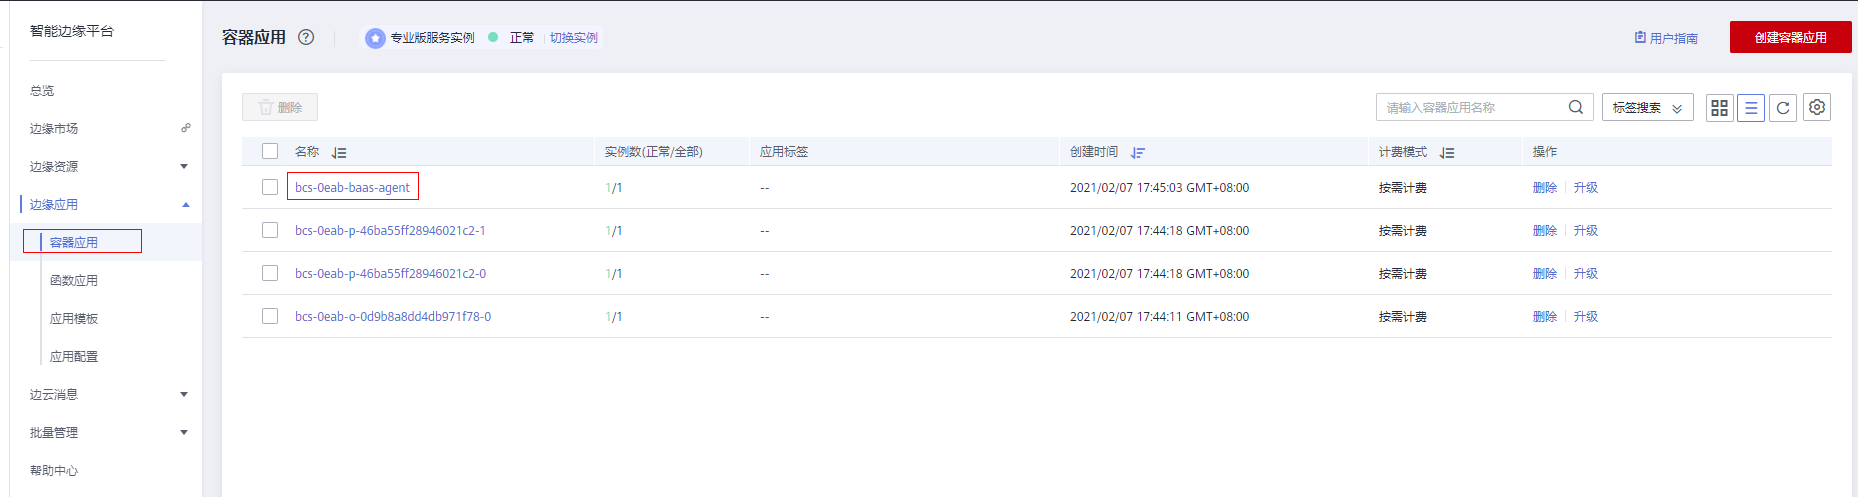 智能边缘平台
总览
边缘市场
边缘资源
边缘应用
容器应用
函数应用
应用模板
应用配置
边云消息
批量管理
帮助中心
容器应用 ? 专业版服务实例 正常 切换实例 用户指南 创建容器应用
删除 请输入容器应用名称 标签搜索
名称 实例数(正常/全部) 应用标签 创建时间 计费模式 操作
bcs-0eab-baas-agent 1/1 -- 2021/02/07 17:45:03 GMT+08:00 按需计费 删除 升级
bcs-0eab-p-46ba55ff28946021c2-1 1/1 -- 2021/02/07 17:44:18 GMT+08:00 按需计费 删除 升级
bcs-0eab-p-46ba55ff28946021c2-0 1/1 -- 2021/02/07 17:44:18 GMT+08:00 按需计费 删除 升级
bcs-0eab-o-0d9b8a8dd4db971f78-0 1/1 -- 2021/02/07 17:44:11 GMT+08:00 按需计费 删除 升级